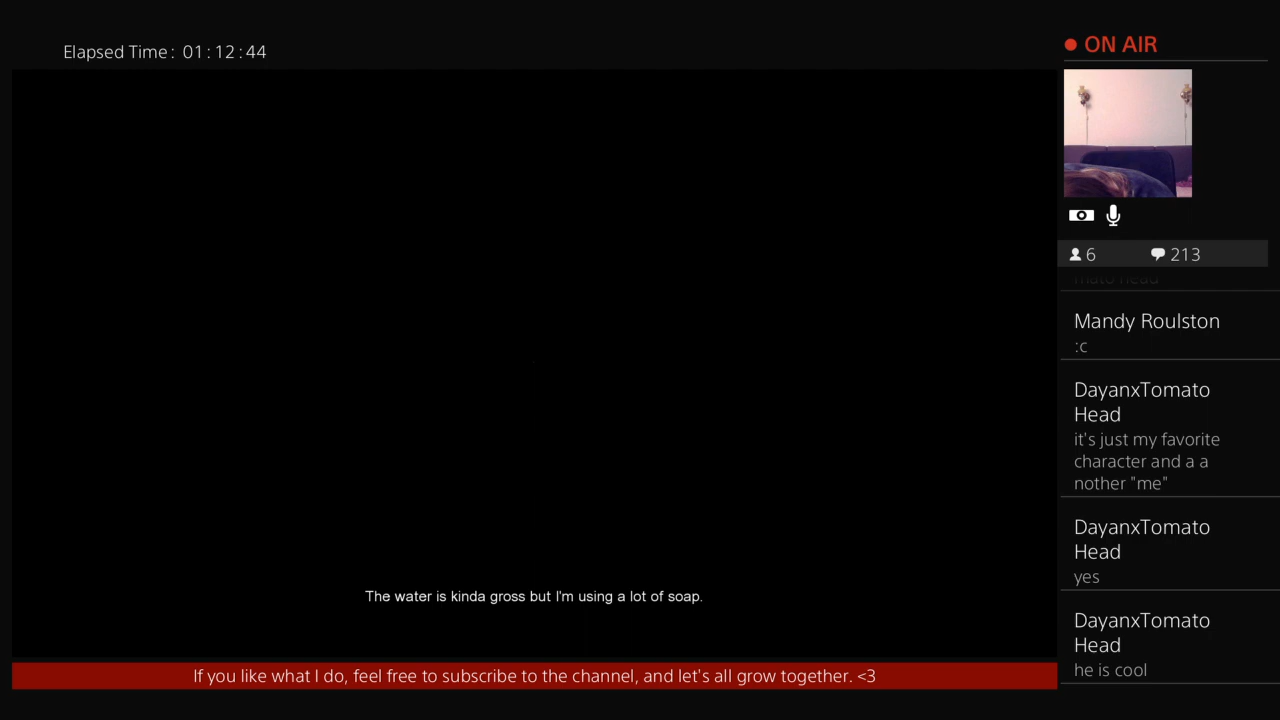 Elapsed Time: 01:12:44
ON AIR
6 213
mato head
Mandy Roulston
:c
DayanxTomato
Head
it's just my favorite
character and a a
nother "me"
DayanxTomato
Head
yes
DayanxTomato
Head
he is cool
The water is kinda gross but I'm using a lot of soap.
If you like what I do, feel free to subscribe to the channel, and let's all grow together. <3